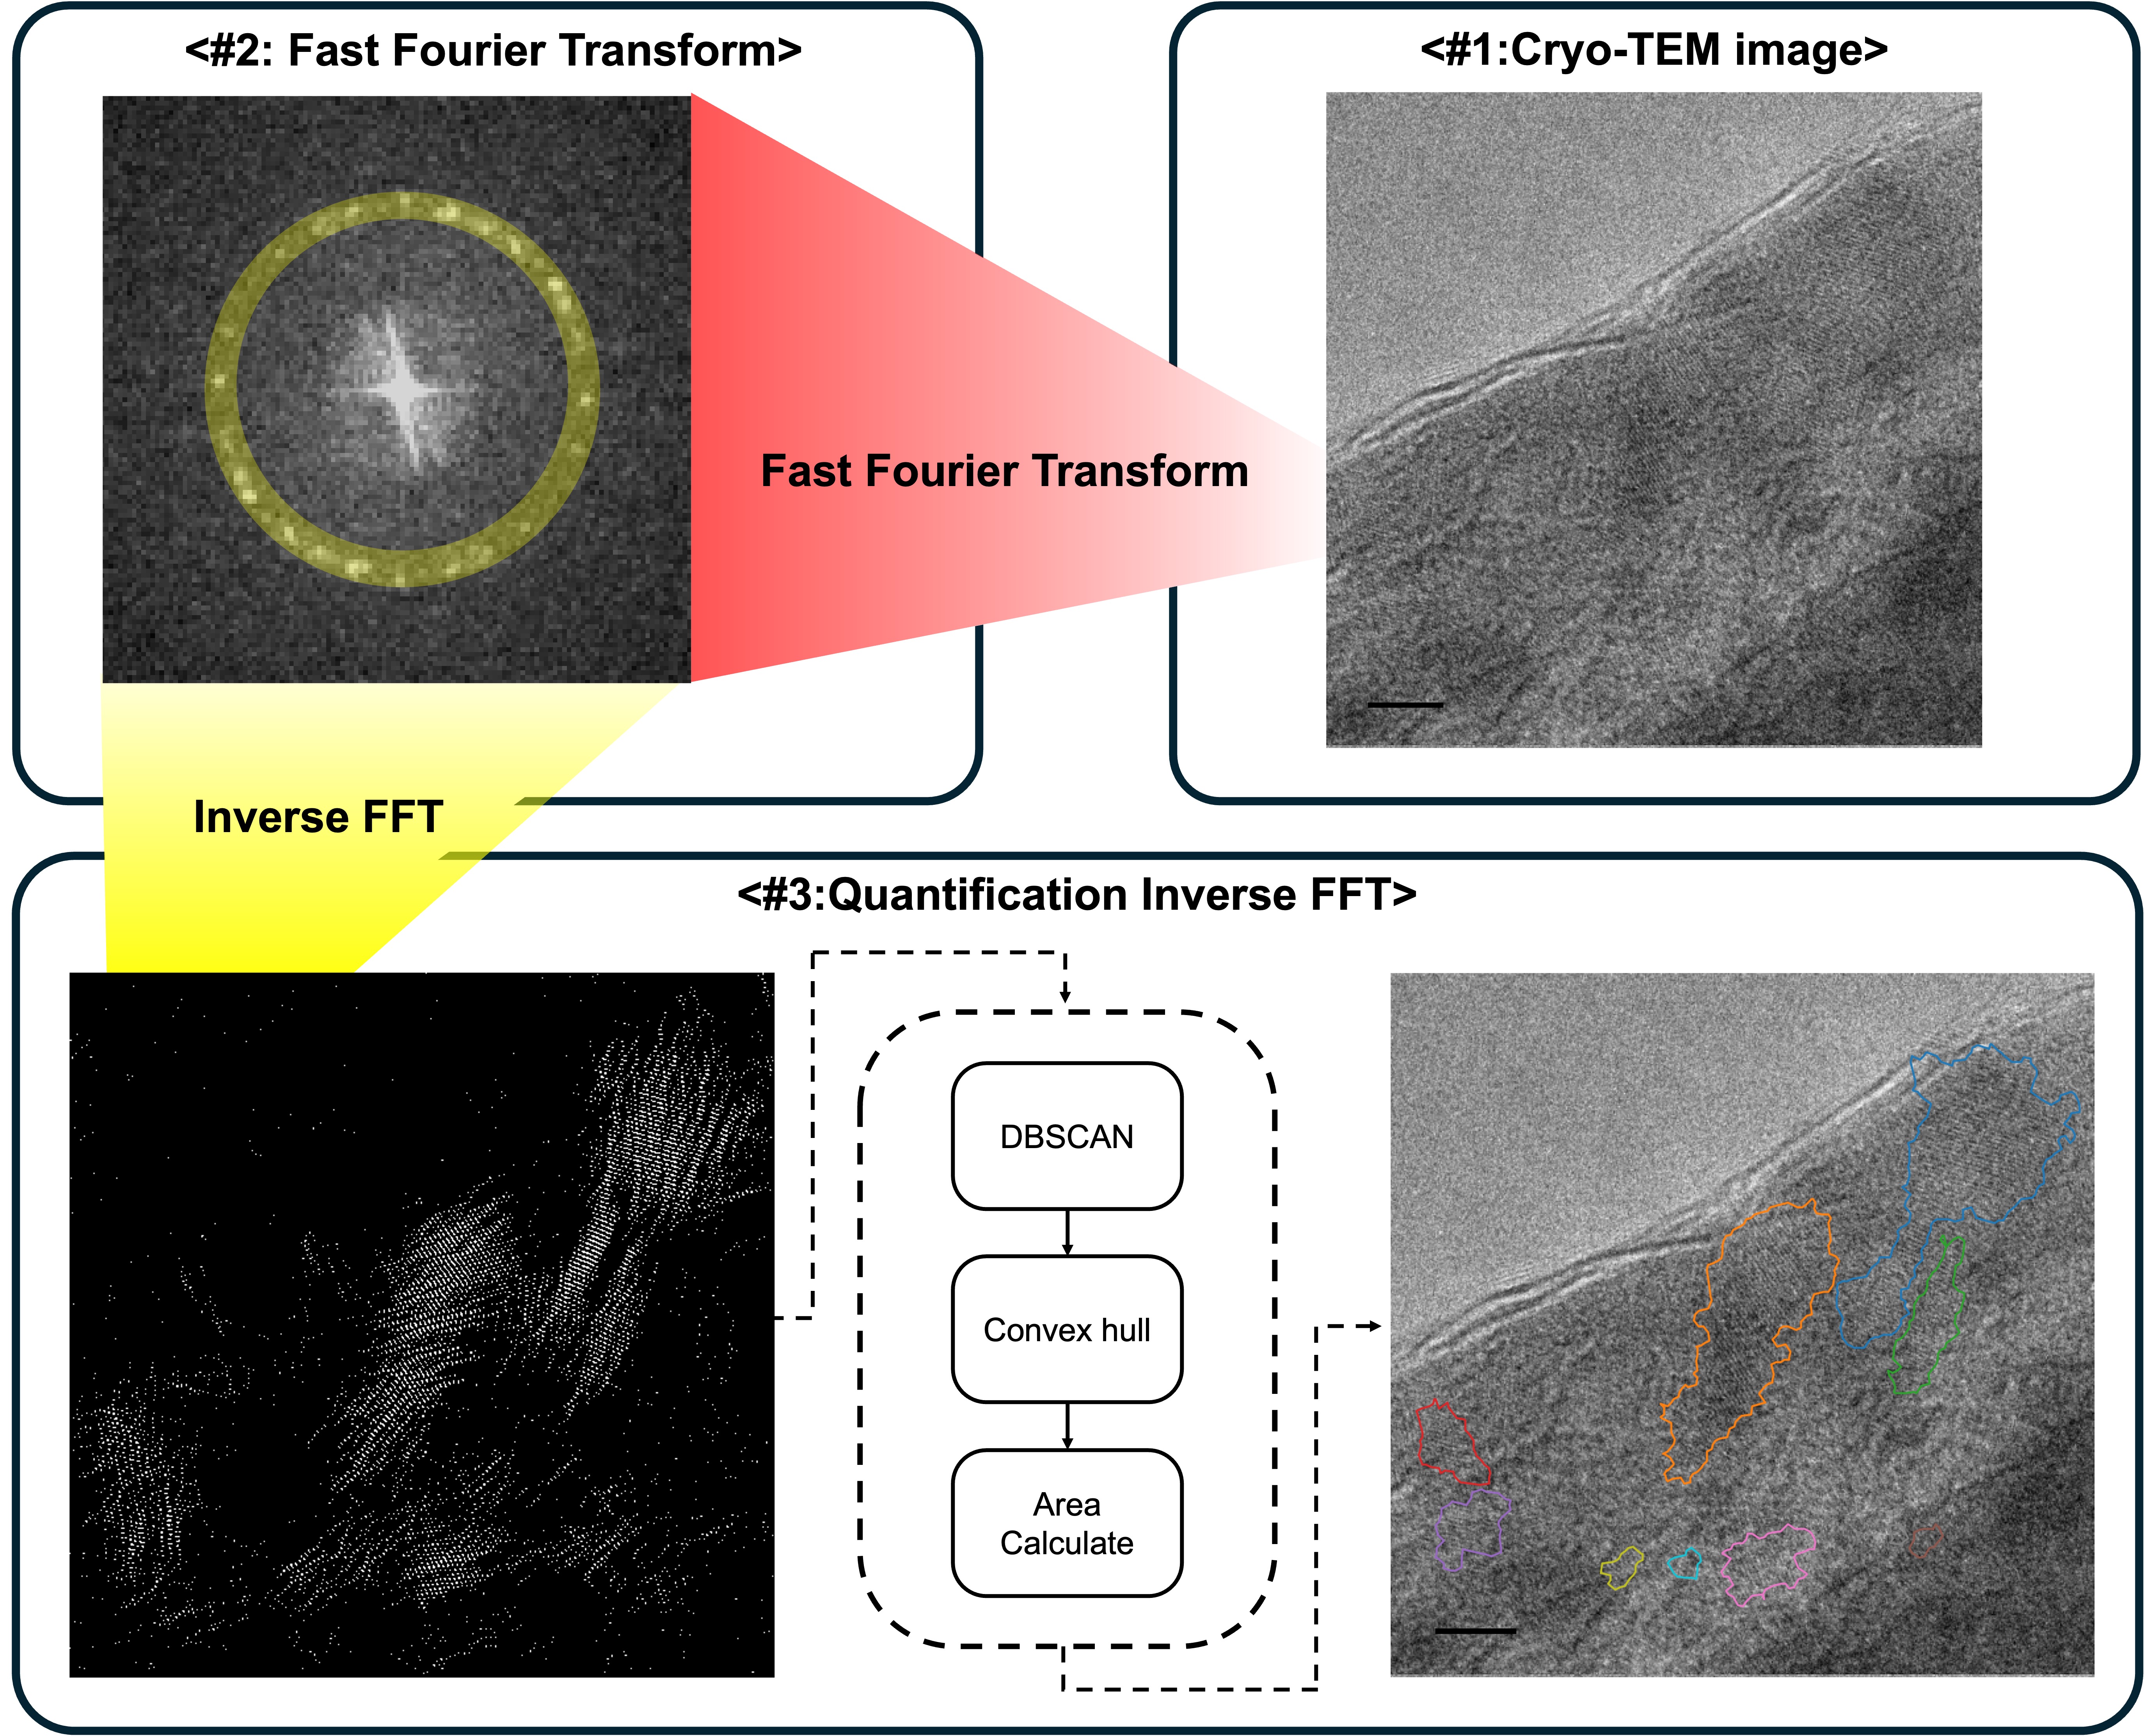 <#2: Fast Fourier Transform>
<#1:Cryo-TEM image>
Fast Fourier Transform
Inverse FFT
<#3:Quantification Inverse FFT>
DBSCAN
Convex hull
Area
Calculate